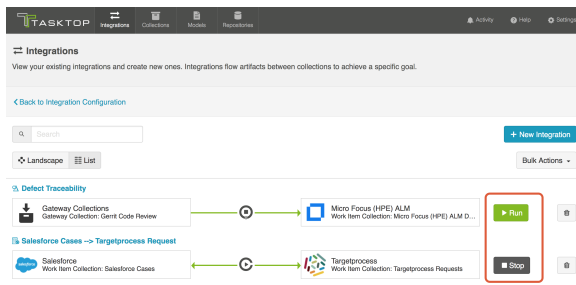 TASKTOP
Integrations
Collections
Models
Repositories
Activity
Help
Settings
Integrations
View your existing integrations and create new ones. Integrations flow artifacts between collections to achieve a specific goal.
Back to Integration Configuration
Search
+ New Integration
Landscape
List
Bulk Actions
Defect Traceability
Gateway Collections
Gateway Collection: Gerrit Code Review
Micro Focus (HPE) ALM
Work Item Collection: Micro Focus (HPE) ALM D...
Run
Salesforce Cases --> Targetprocess Request
salesforce
Salesforce
Work Item Collection: Salesforce Cases
Targetprocess
Work Item Collection: Targetprocess Requests
Stop